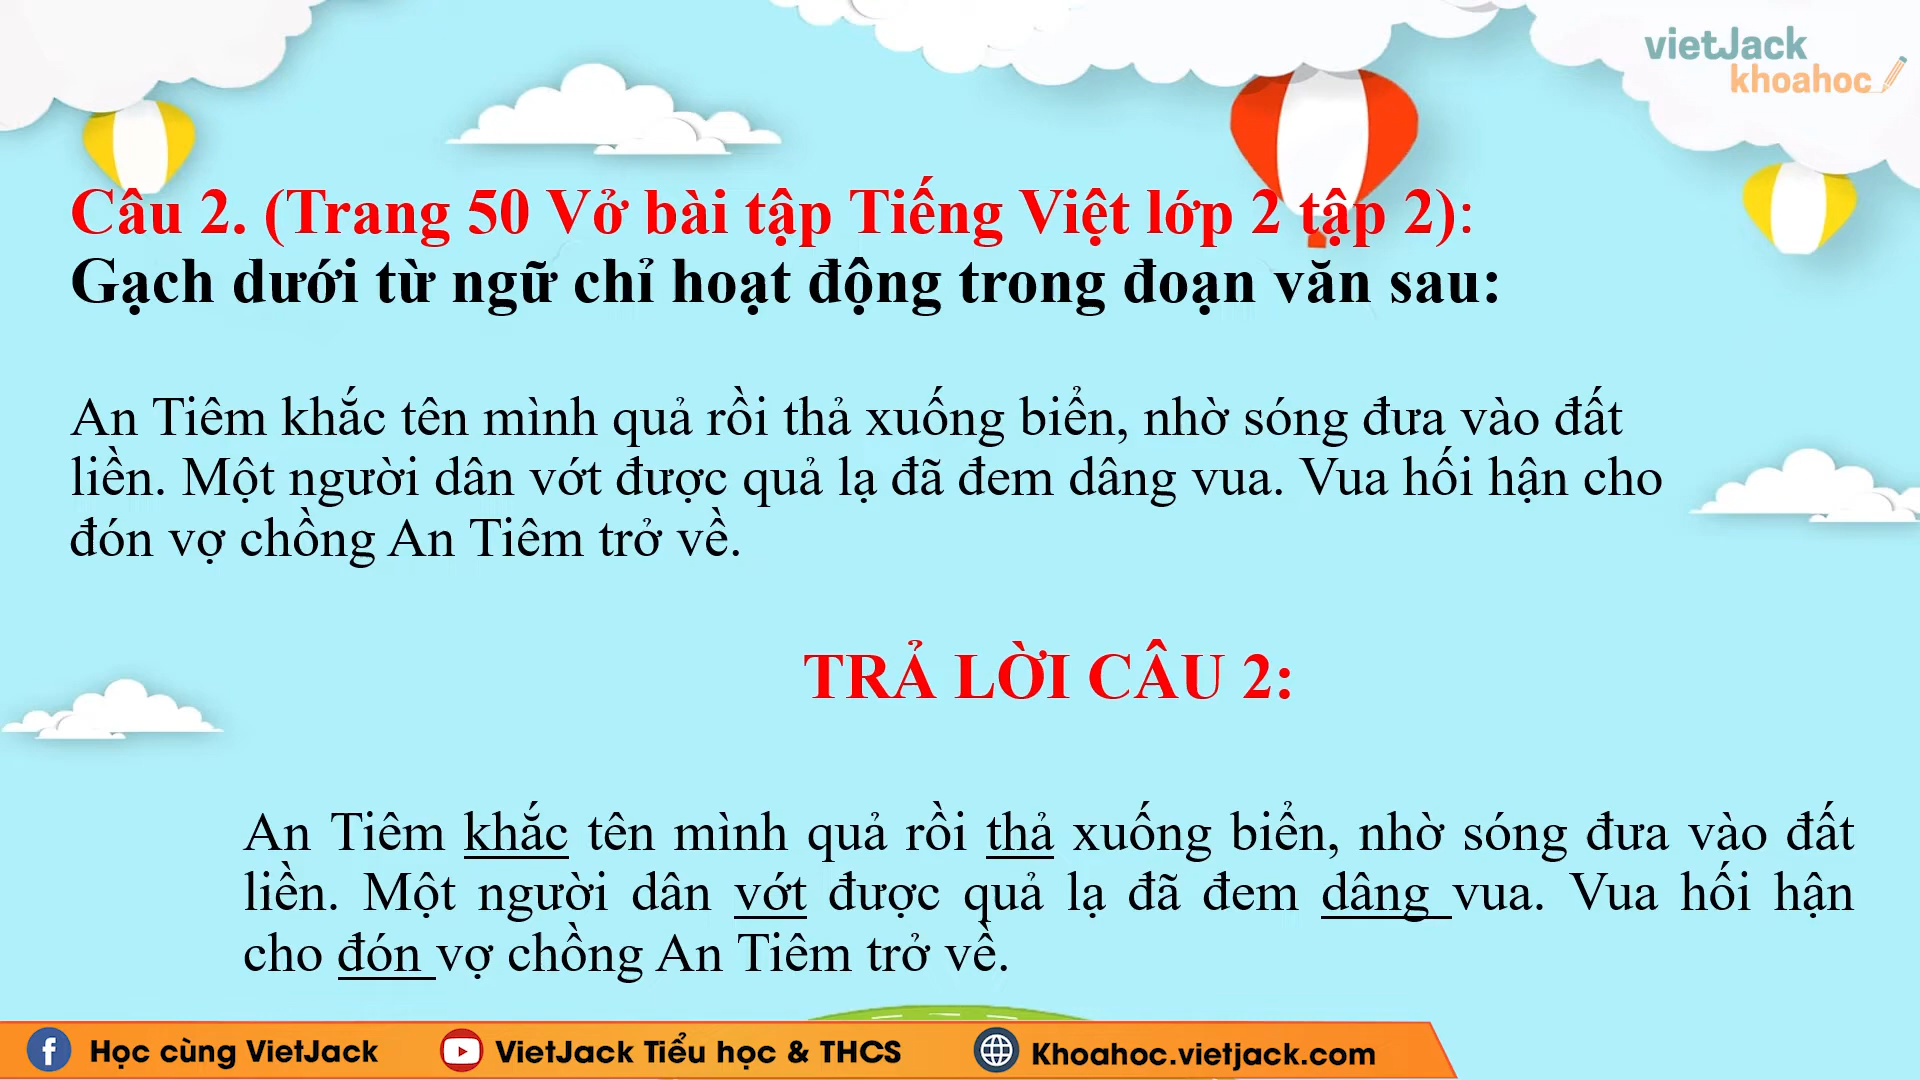 vietJack
khoahoc
Câu 2. (Trang 50 Vở bài tập Tiếng Việt lớp 2 tập 2):
Gạch dưới từ ngữ chỉ hoạt động trong đoạn văn sau:
An Tiêm khắc tên mình quả rồi thả xuống biển, nhờ sóng đưa vào đất
liền. Một người dân vớt được quả lạ đã đem dâng vua. Vua hối hận cho
đón vợ chồng An Tiêm trở về.
TRẢ LỜI CÂU 2:
An Tiêm khắc tên mình quả rồi thả xuống biển, nhờ sóng đưa vào đất
liền. Một người dân vớt được quả lạ đã đem dâng vua. Vua hối hận
cho đón vợ chồng An Tiêm trở về.
Học cùng VietJack
VietJack Tiểu học & THCS
Khoahoc.vietjack.com